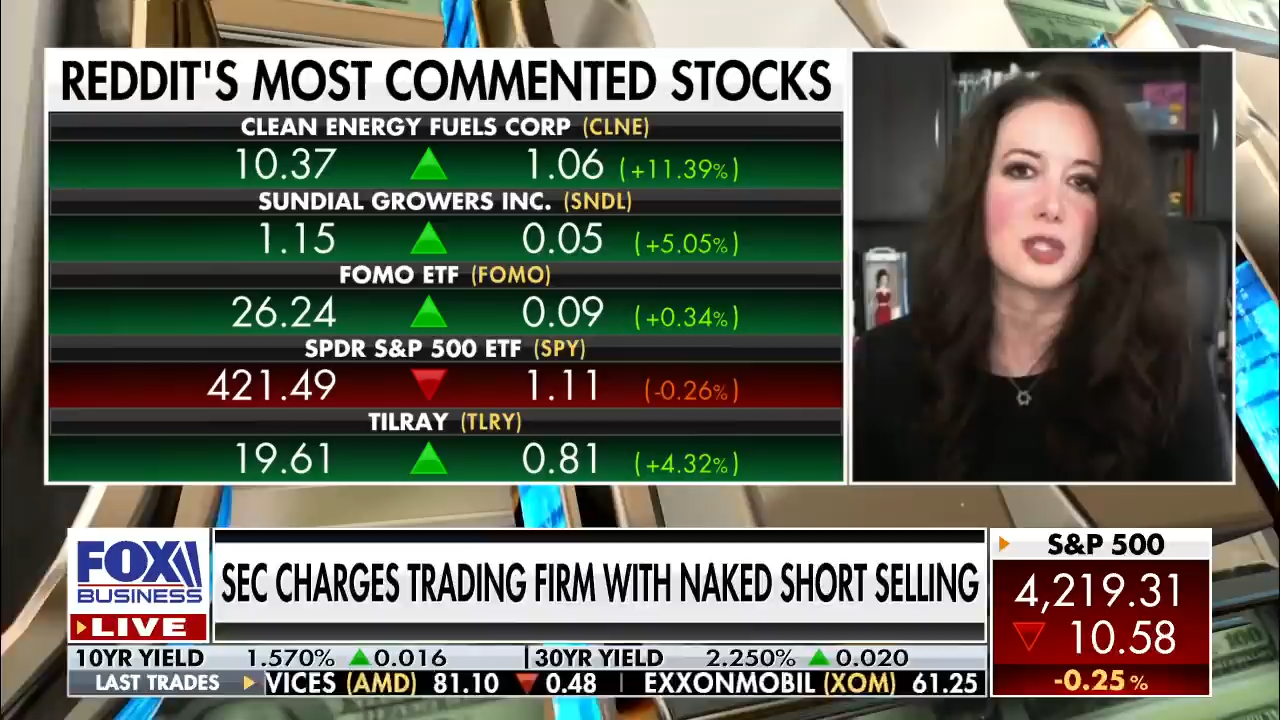 REDDIT'S MOST COMMENTED STOCKS
CLEAN ENERGY FUELS CORP (CLNE)
10.37 ▲ 1.06 (+11.39%)
SUNDIAL GROWERS INC. (SNDL)
1.15 ▲ 0.05 (+5.05%)
FOMO ETF (FOMO)
26.24 ▲ 0.09 (+0.34%)
SPDR S&P 500 ETF (SPY)
421.49 ▼ 1.11 (-0.26%)
TILRAY (TLRY)
19.61 ▲ 0.81 (+4.32%)
FOX
BUSINESS
LIVE
SEC CHARGES TRADING FIRM WITH NAKED SHORT SELLING
S&P 500
4,219.31
▼ 10.58
-0.25%
10YR YIELD 1.570% ▲ 0.016 30YR YIELD 2.250% ▲ 0.020
LAST TRADES VICES (AMD) 81.10 ▼ 0.48 | EXXONMOBIL (XOM) 61.25